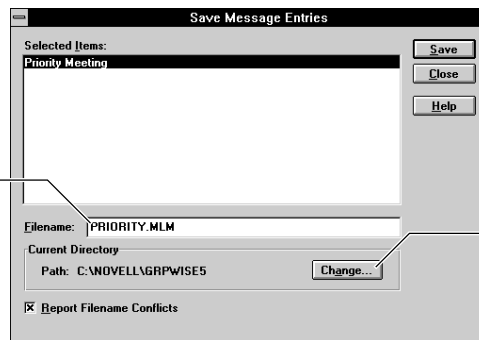 Save Message Entries
Selected Items:
Priority Meeting
Save
Close
Help
Filename: PRIORITY.MLM
Current Directory
Path: C:\NOVELL\GRPWISE5
Change...
Report Filename Conflicts